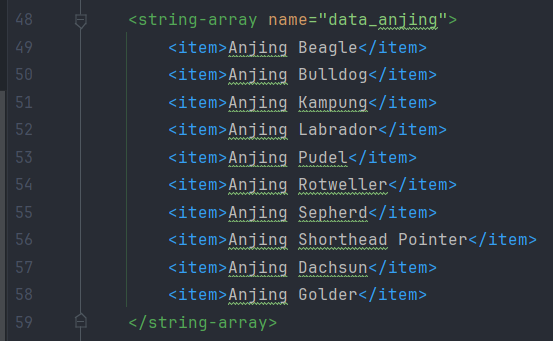 48 <string-array name="data_anjing">
49 <item>Anjing Beagle</item>
50 <item>Anjing Bulldog</item>
51 <item>Anjing Kampung</item>
52 <item>Anjing Labrador</item>
53 <item>Anjing Pudel</item>
54 <item>Anjing Rotweller</item>
55 <item>Anjing Sepherd</item>
56 <item>Anjing Shorthead Pointer</item>
57 <item>Anjing Dachsun</item>
58 <item>Anjing Golder</item>
59 </string-array>